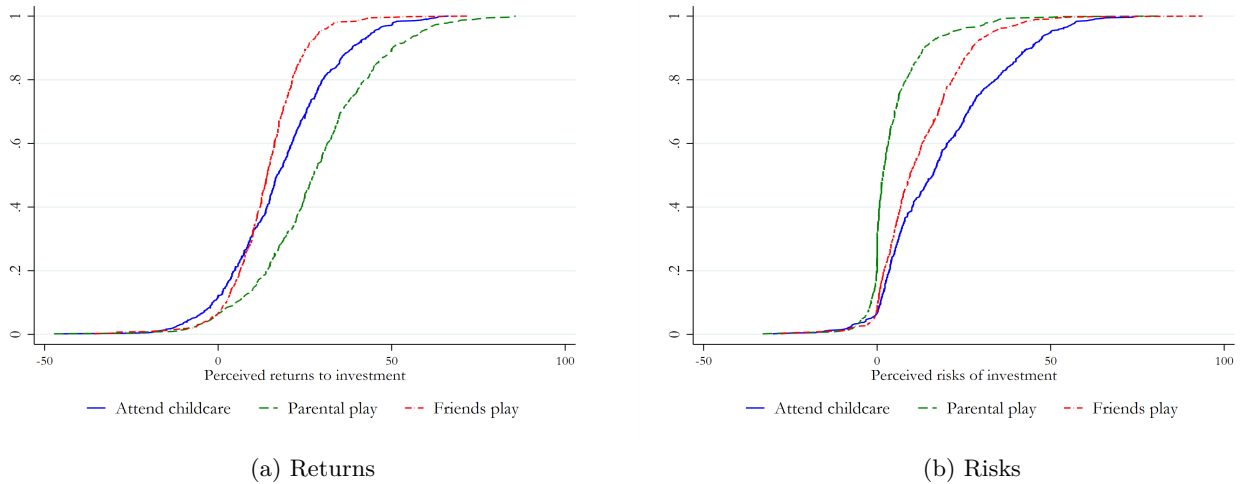 1
.8
.6
.4
.2
0
-50 0 50 100
Perceived returns to investment
Attend childcare Parental play Friends play
(a) Returns
1
.8
.6
.4
.2
0
-50 0 50 100
Perceived risks of investment
Attend childcare Parental play Friends play
(b) Risks